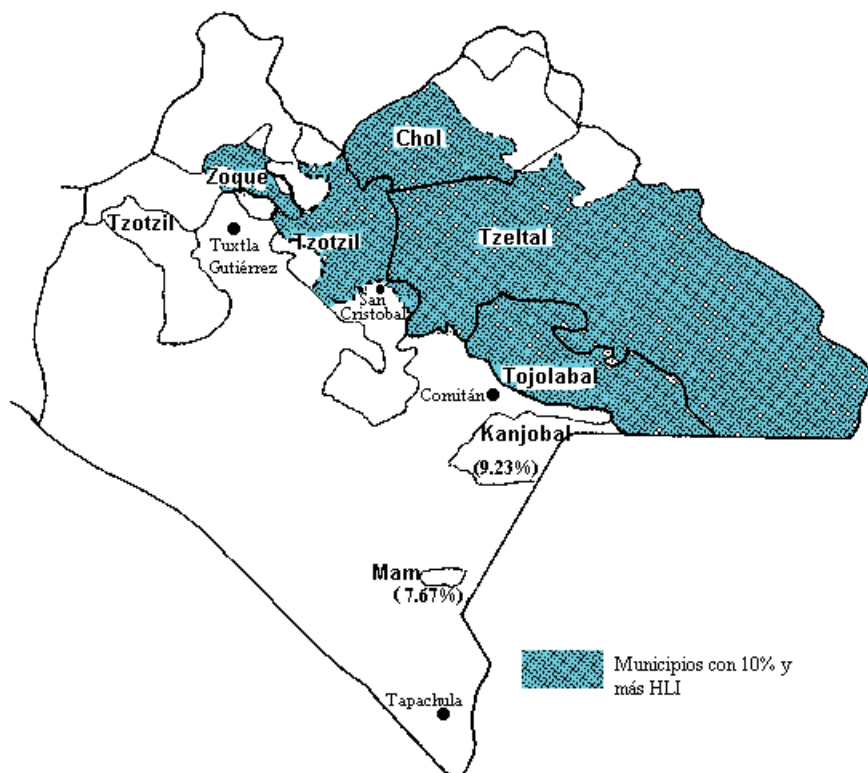 Chol
Zoque
Tzotzil
Tuxtla
Gutiérrez
Tzotzil
Tzeltal
San
Cristobal
Tojolabal
Comitán
Kanjobal
(9.23%)
Mam
(7.67%)
Municipios con 10% y
más HLI
Tapachula